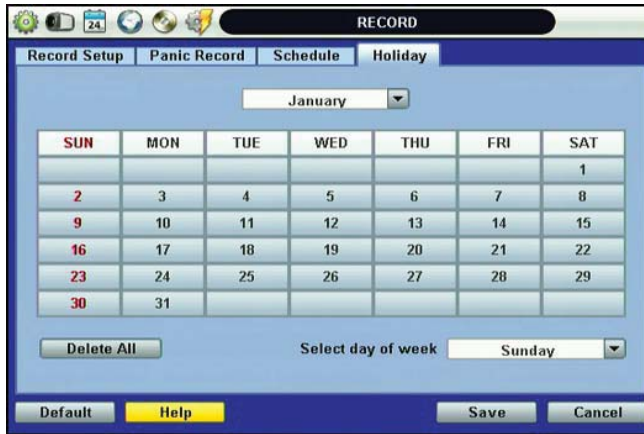 24
RECORD
Record Setup Panic Record Schedule Holiday
January
SUN MON TUE WED THU FRI SAT
1
2 3 4 5 6 7 8
9 10 11 12 13 14 15
16 17 18 19 20 21 22
23 24 25 26 27 28 29
30 31
Delete All Select day of week Sunday
Default Help Save Cancel